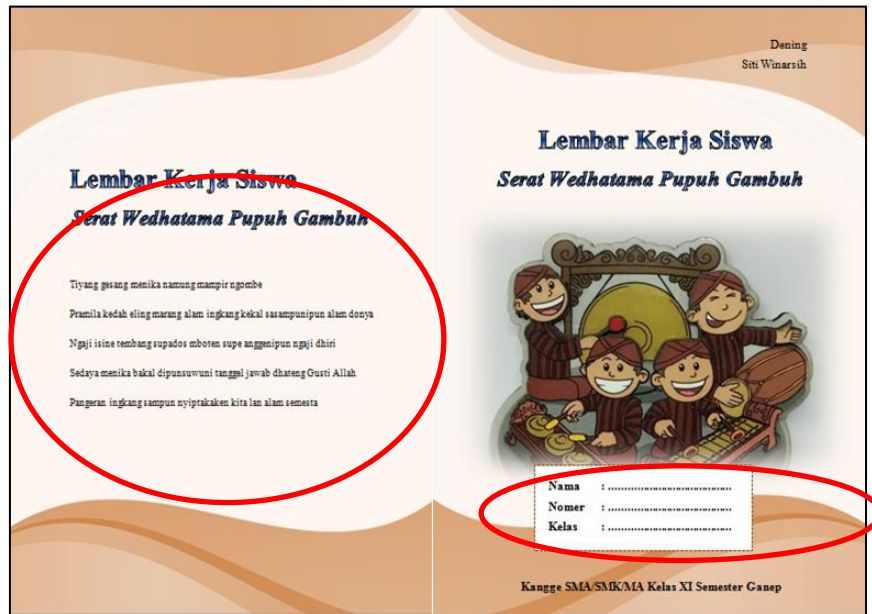 Lembar Kerja Siswa
Serat Wedhatama Pupuh Gambuh
Tiyang gesang menika namung mampir ngombe
Pramila kedah eling marang alam ingkang kekal sasampunipun alam donya
Ngaji isine tembang supados mboten supe anggenipun ngaji dhiri
Sedaya menika bakal dipunsuwuni tanggel jawab dhateng Gusti Allah
Pangeran ingkang sampun nyiptakaken kita lan alam semesta
Dening
Siti Winarsih
Lembar Kerja Siswa
Serat Wedhatama Pupuh Gambuh
Nama : ........................................
Nomer : ........................................
Kelas : ........................................
Kangge SMA/SMK/MA Kelas XI Semester Ganep